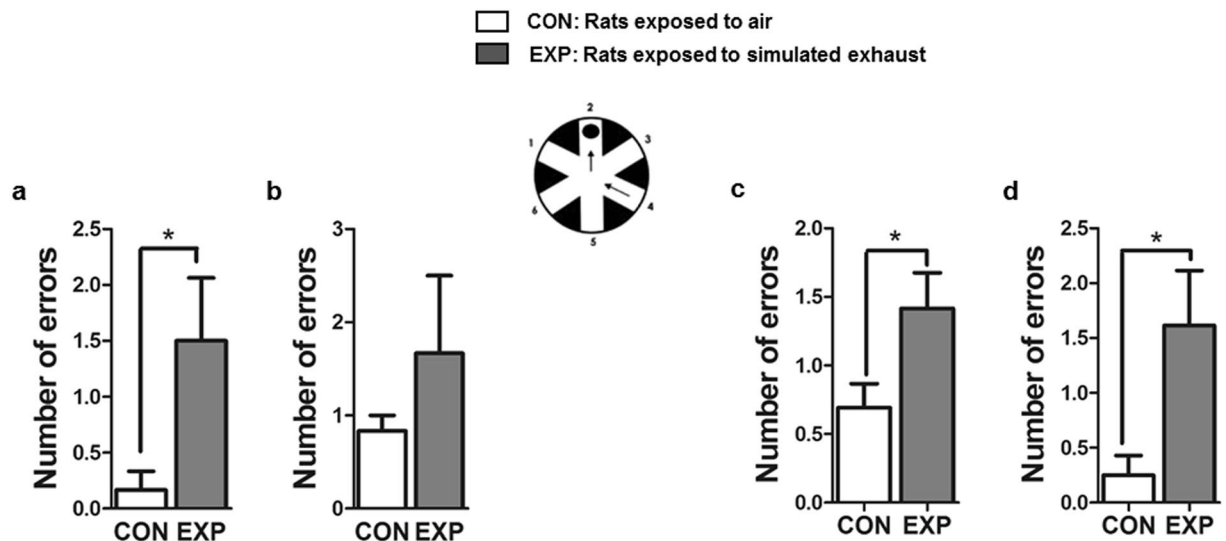 CON: Rats exposed to air
EXP: Rats exposed to simulated exhaust
2
1
3
6
4
5
a
*
2.5
2.0
1.5
1.0
0.5
0.0
Number of errors
CON EXP
b
3
2
1
0
Number of errors
CON EXP
c
*
2.0
1.5
1.0
0.5
0.0
Number of errors
CON EXP
d
*
2.5
2.0
1.5
1.0
0.5
0.0
Number of errors
CON EXP